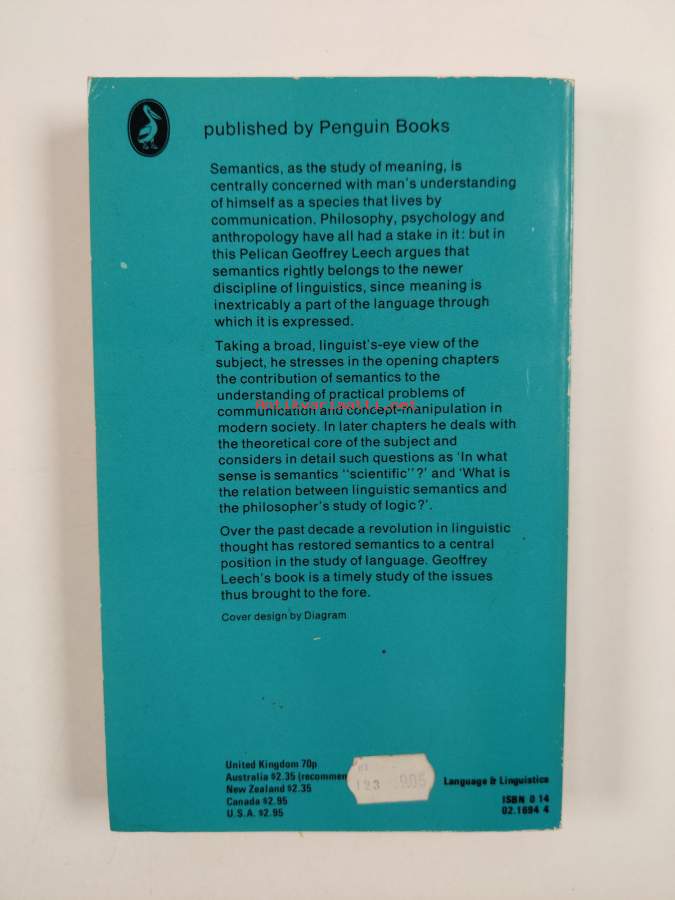 published by Penguin Books
Semantics, as the study of meaning, is
centrally concerned with man's understanding
of himself as a species that lives by
communication. Philosophy, psychology and
anthropology have all had a stake in it: but in
this Pelican Geoffrey Leech argues that
semantics rightly belongs to the newer
discipline of linguistics, since meaning is
inextricably a part of the language through
which it is expressed.
Taking a broad, linguist's-eye view of the
subject, he stresses in the opening chapters
the contribution of semantics to the
understanding of practical problems of
Antikvariaatti.net
communication and concept-manipulation in
modern society. In later chapters he deals with
the theoretical core of the subject and
considers in detail such questions as 'In what
sense is semantics "scientific"?' and 'What is
the relation between linguistic semantics and
the philosopher's study of logic?'.
Over the past decade a revolution in linguistic
thought has restored semantics to a central
position in the study of language. Geoffrey
Leech's book is a timely study of the issues
thus brought to the fore.
Cover design by Diagram
United Kingdom 70p
Australia $2.35 (recommen
New Zealand $2.35
Canada $2.95
U.S.A. $2.95
123 9.05
Language & Linguistics
ISBN 0 14
02.1694 4